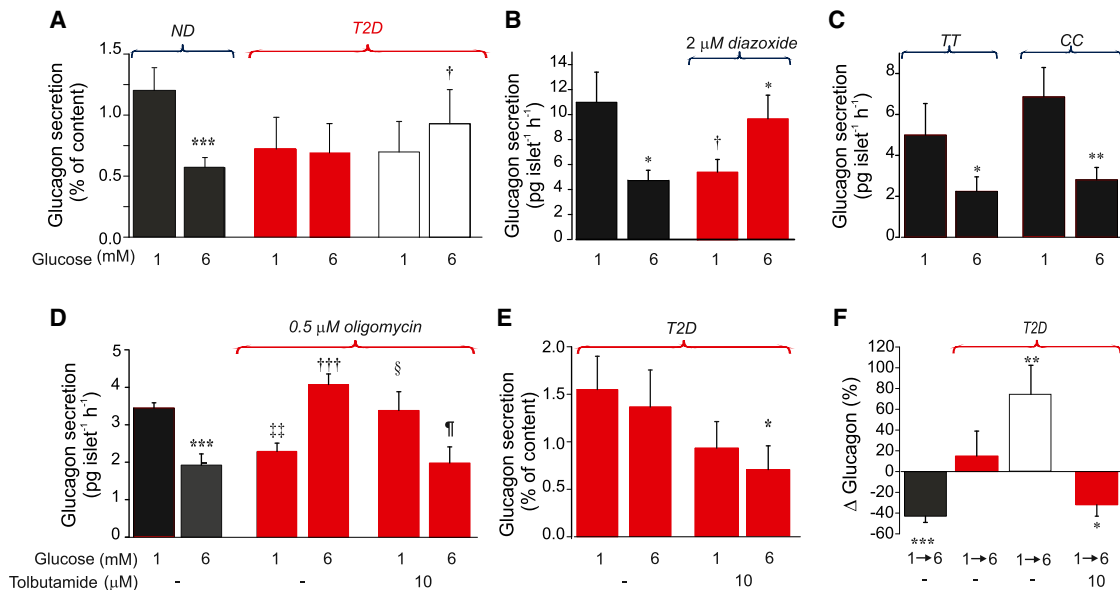 A
ND
T2D
Glucagon secretion
(% of content)
1.5
1.0
0.5
0.0
***
†
Glucose (mM)
1 6 1 6 1 6
B
2 μM diazoxide
Glucagon secretion
(pg islet-1 h-1)
14
12
10
8
6
4
2
0
*
†
*
1 6 1 6
C
TT
CC
Glucagon secretion
(pg islet-1 h-1)
8
6
4
2
0
*
**
1 6 1 6
D
0.5 μM oligomycin
Glucagon secretion
(pg islet-1 h-1)
5
4
3
2
1
0
***
‡‡
†††
§
¶
Glucose (mM)
1 6 1 6 1 6
Tolbutamide (μM)
- - 10
E
T2D
Glucagon secretion
(% of content)
2.0
1.5
1.0
0.5
0.0
*
1 6 1 6
- 10
F
T2D
Δ Glucagon (%)
120
100
80
60
40
20
0
-20
-40
-60
***
**
*
1→6 1→6 1→6 1→6
- - - 10